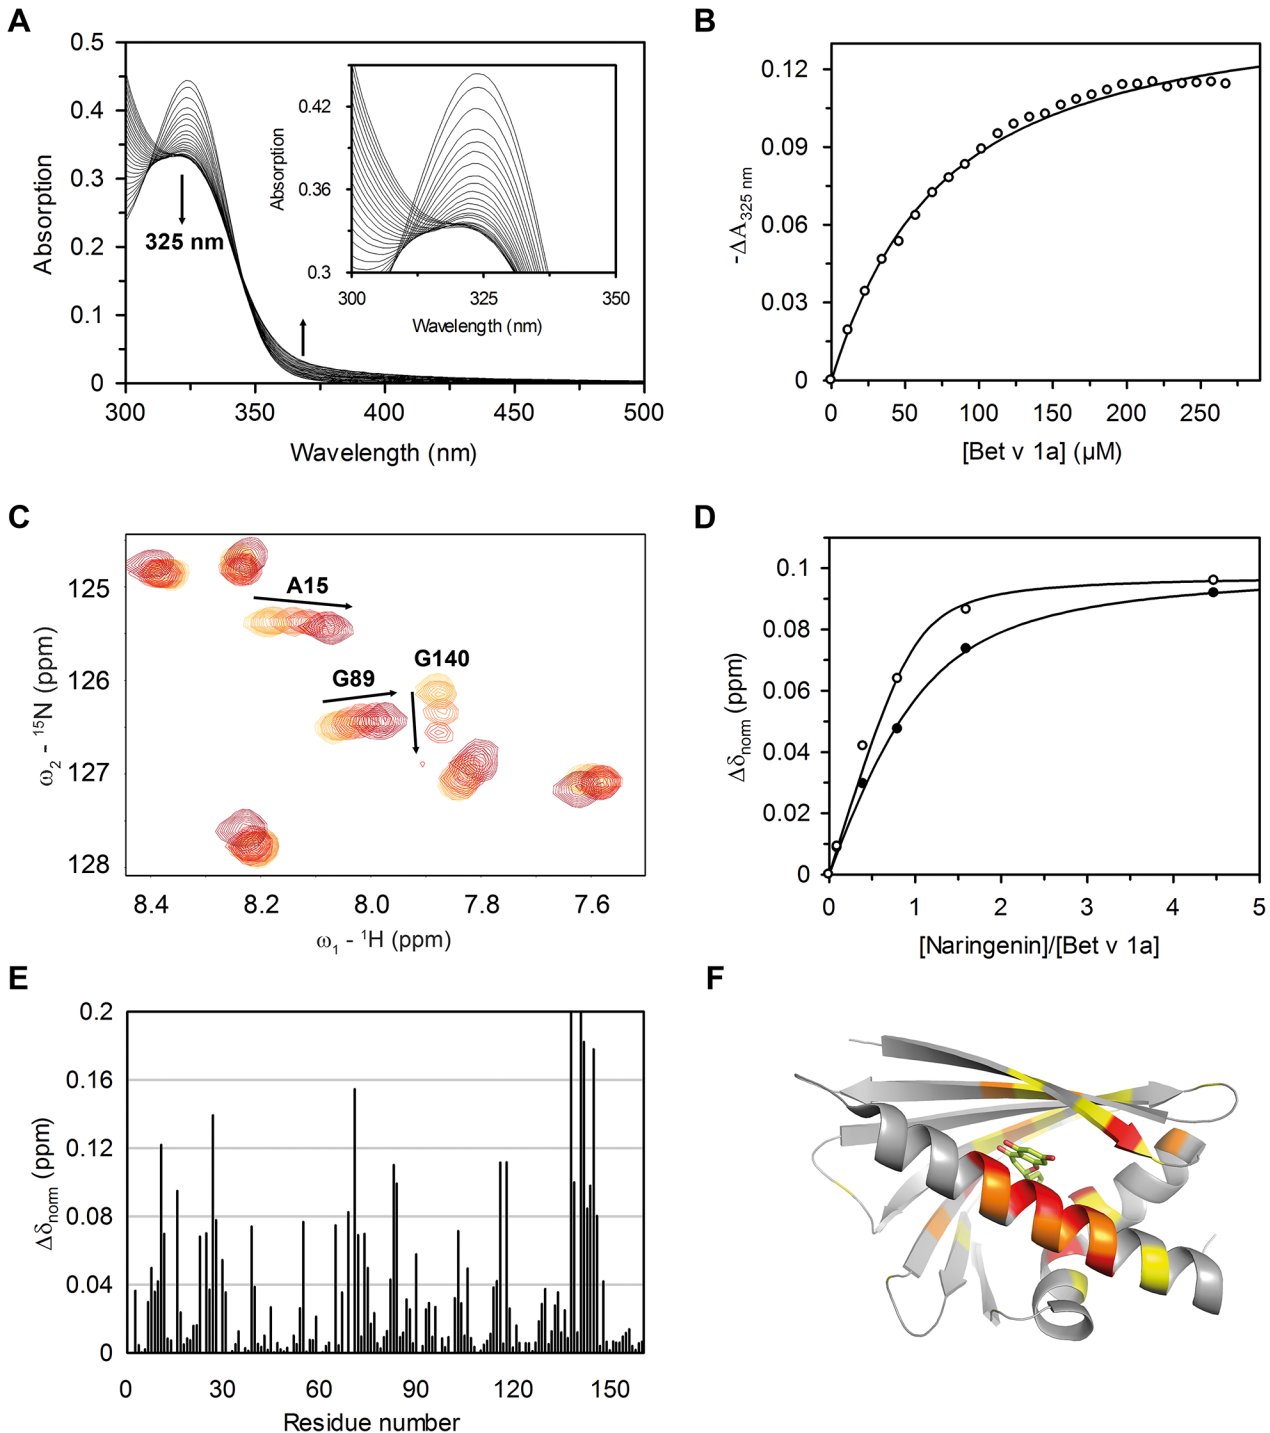 A
0.5
0.4
0.3
0.2
0.1
0
Absorption
300
350
400
450
500
Wavelength (nm)
325 nm
0.42
0.36
0.3
Absorption
300
325
350
Wavelength (nm)
B
0.12
0.09
0.06
0.03
0
-ΔA325 nm
0
50
100
150
200
250
[Bet v 1a] (µM)
C
125
126
127
128
ω2 - 15N (ppm)
A15
G89
G140
8.4
8.2
8.0
7.8
7.6
ω1 - 1H (ppm)
D
0.1
0.08
0.06
0.04
0.02
0
Δδnorm (ppm)
0
1
2
3
4
5
[Naringenin]/[Bet v 1a]
E
0.2
0.16
0.12
0.08
0.04
0
Δδnorm (ppm)
0
30
60
90
120
150
Residue number
F